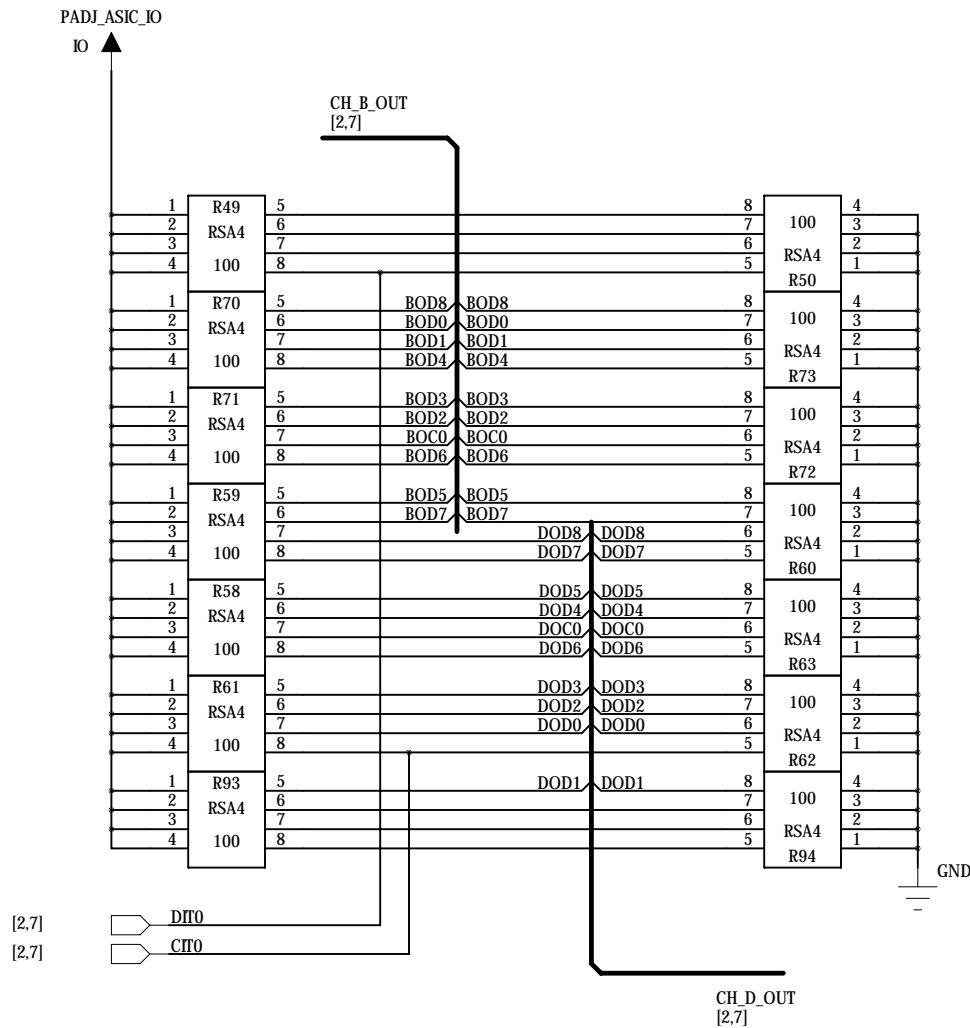 PADJ_ASIC_IO
IO
CH_B_OUT
[2,7]
1 R49 5 8 4
2 RSA4 6 7 100 3
3 7 6 RSA4 2
4 100 8 5 R50 1
1 R70 5 BOD8 BOD8 8 4
2 RSA4 6 BOD0 BOD0 7 100 3
3 7 BOD1 BOD1 6 RSA4 2
4 100 8 BOD4 BOD4 5 R73 1
1 R71 5 BOD3 BOD3 8 4
2 RSA4 6 BOD2 BOD2 7 100 3
3 7 BOC0 BOC0 6 RSA4 2
4 100 8 BOD6 BOD6 5 R72 1
1 R59 5 BOD5 BOD5 8 4
2 RSA4 6 BOD7 BOD7 7 100 3
3 7 DOD8 DOD8 6 RSA4 2
4 100 8 DOD7 DOD7 5 R60 1
1 R58 5 DOD5 DOD5 8 4
2 RSA4 6 DOD4 DOD4 7 100 3
3 7 DOC0 DOC0 6 RSA4 2
4 100 8 DOD6 DOD6 5 R63 1
1 R61 5 DOD3 DOD3 8 4
2 RSA4 6 DOD2 DOD2 7 100 3
3 7 DOD0 DOD0 6 RSA4 2
4 100 8 5 R62 1
1 R93 5 DOD1 DOD1 8 4
2 RSA4 6 7 100 3
3 7 6 RSA4 2
4 100 8 5 R94 1
GND
[2,7] DIT0
[2,7] CIT0
CH_D_OUT
[2,7]